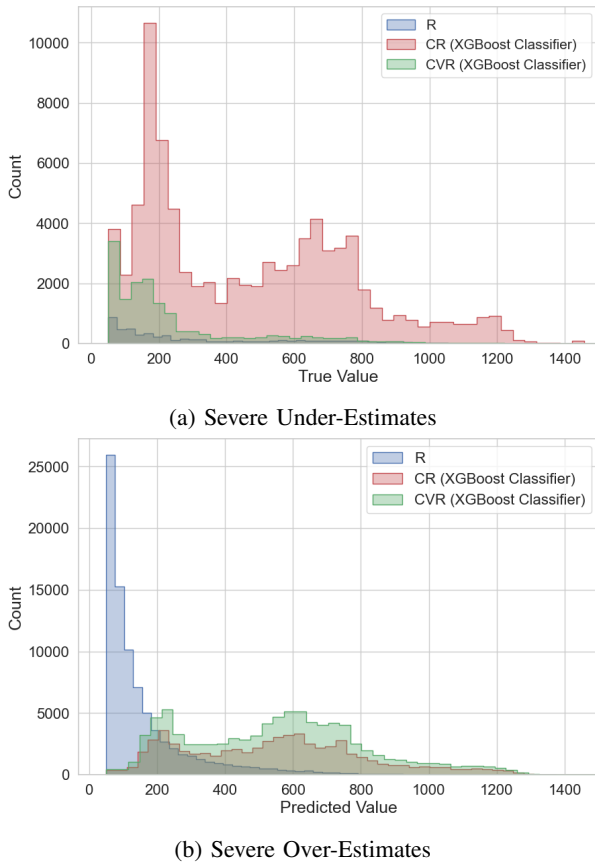 R
CR (XGBoost Classifier)
CVR (XGBoost Classifier)
10000
8000
6000
4000
2000
0
Count
0 200 400 600 800 1000 1200 1400
True Value
(a) Severe Under-Estimates
R
CR (XGBoost Classifier)
CVR (XGBoost Classifier)
25000
20000
15000
10000
5000
0
Count
0 200 400 600 800 1000 1200 1400
Predicted Value
(b) Severe Over-Estimates